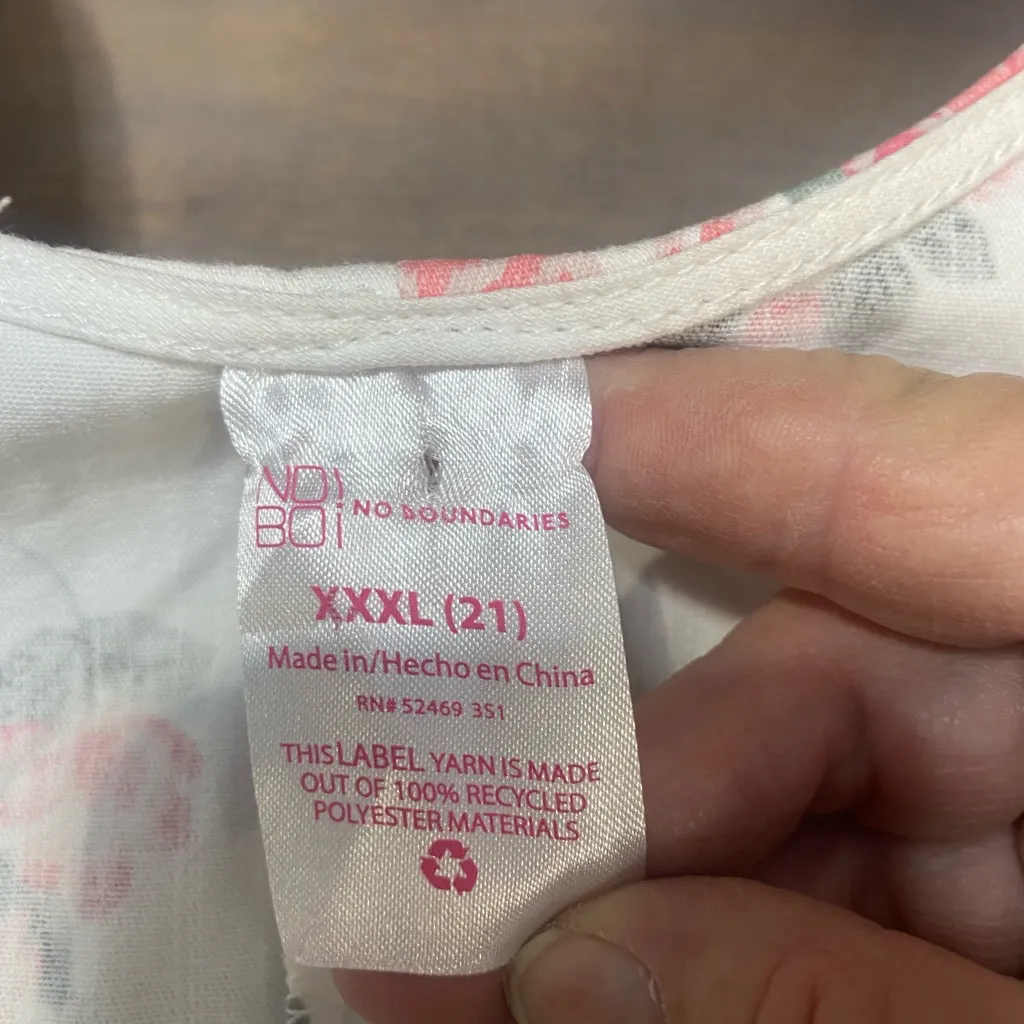 NO
BO
NO BOUNDARIES
XXXL (21)
Made in/Hecho en China
RN# 52469 3S1
THIS LABEL YARN IS MADE
OUT OF 100% RECYCLED
POLYESTER MATERIALS